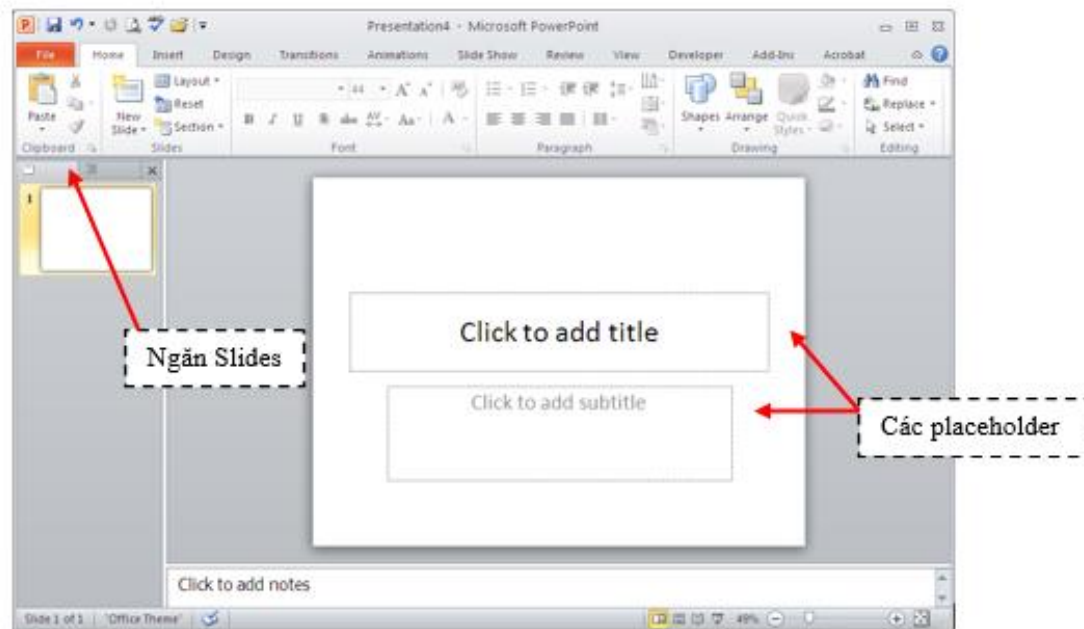 Presentation4 - Microsoft PowerPoint
File Home Insert Design Transitions Animations Slide Show Review View Developer Add-Ins Acrobat
Paste
New Slide
Layout
Reset
Section
44
Aa
A
Shapes Arrange Quick Styles
Find
Replace
Select
Clipboard Slides Font Paragraph Drawing Editing
1
Click to add title
Ngăn Slides
Click to add subtitle
Các placeholder
Click to add notes
Slide 1 of 1 "Office Theme" 49%